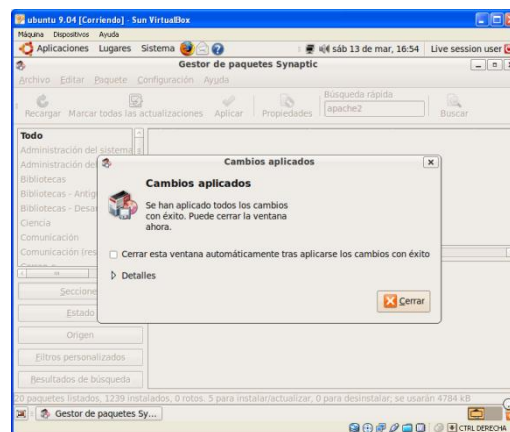 ubuntu 9.04 [Corriendo] - Sun VirtualBox
Máquina Dispositivos Ayuda
Aplicaciones Lugares Sistema sáb 13 de mar, 16:54 Live session user
Gestor de paquetes Synaptic
Archivo Editar Paquete Configuración Ayuda
Búsqueda rápida
apache2
Recargar Marcar todas las actualizaciones Aplicar Propiedades Buscar
Todo
Administración del sistema
Administración del
Bibliotecas
Bibliotecas - Antig
Bibliotecas - Desar
Ciencia
Comunicación
Comunicación (res
Cambios aplicados
Cambios aplicados
Se han aplicado todos los cambios
con éxito. Puede cerrar la ventana
ahora.
Cerrar esta ventana automáticamente tras aplicarse los cambios con éxito
Detalles
Cerrar
Seccione
Estado
Origen
Filtros personalizados
Resultados de búsqueda
20 paquetes listados, 1239 instalados, 0 rotos. 5 para instalar/actualizar, 0 para desinstalar; se usarán 4784 kB
Gestor de paquetes Sy...
CTRL DERECHA